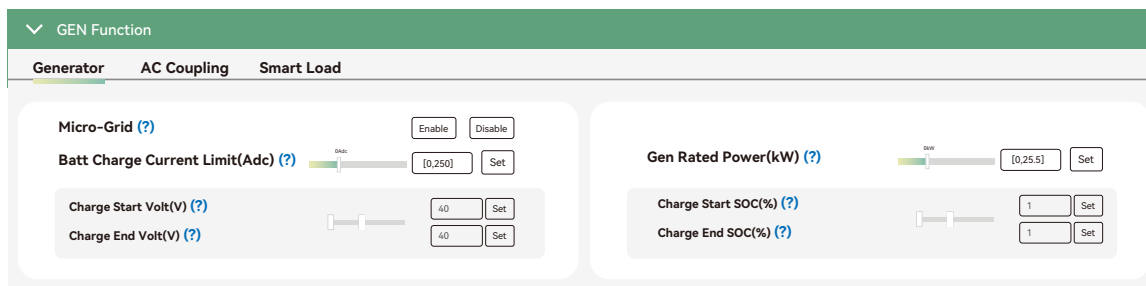 GEN Function
Generator AC Coupling Smart Load
Micro-Grid (?) Enable Disable
Batt Charge Current Limit(Adc) (?) 0Adc [0,250] Set
Charge Start Volt(V) (?) 40 Set
Charge End Volt(V) (?) 40 Set
Gen Rated Power(kW) (?) 0kW [0,25.5] Set
Charge Start SOC(%) (?) 1 Set
Charge End SOC(%) (?) 1 Set